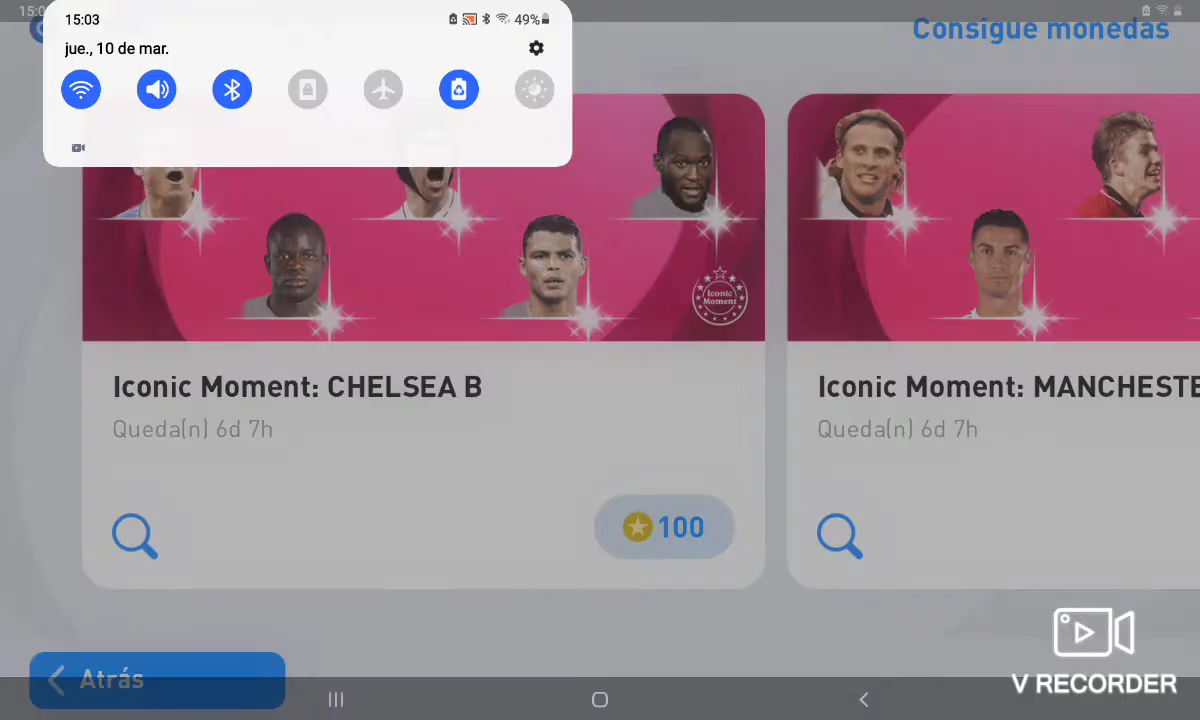 15:03
49%
jue., 10 de mar.
Consigue monedas
Iconic
Moment
Iconic Moment: CHELSEA B
Queda(n) 6d 7h
100
Iconic Moment: MANCHESTE
Queda(n) 6d 7h
Atrás
V RECORDER